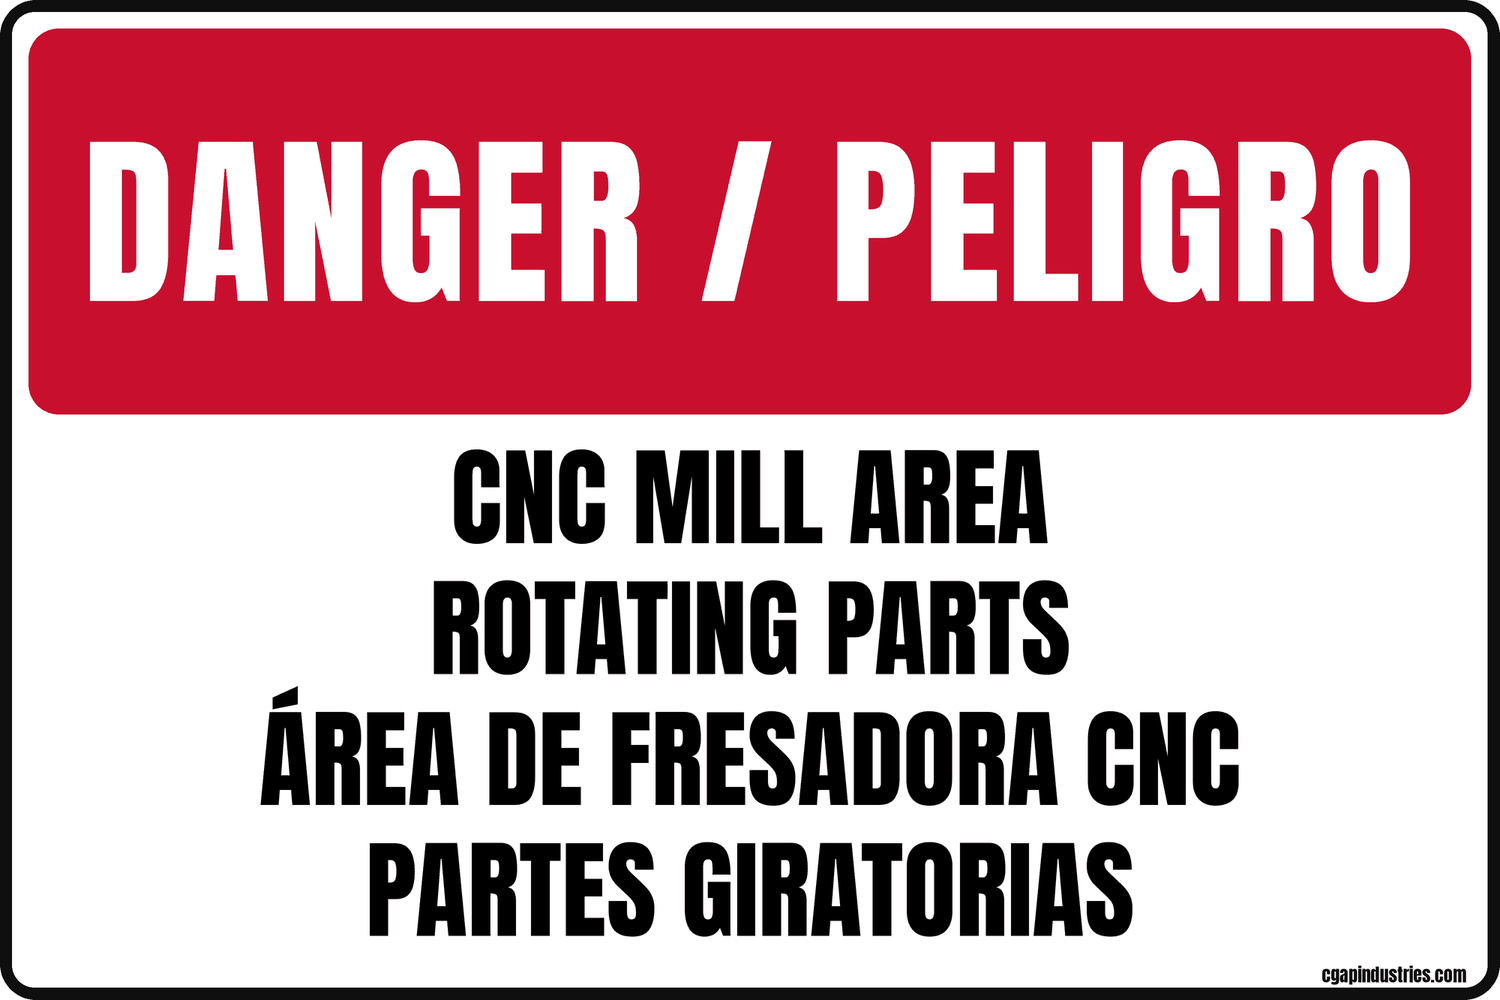 DANGER / PELIGRO
CNC MILL AREA
ROTATING PARTS
ÁREA DE FRESADORA CNC
PARTES GIRATORIAS
cgapindustries.com